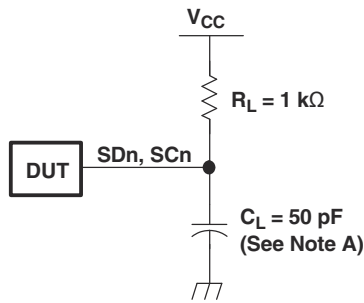 VCC
RL = 1 kΩ
DUT
SDn, SCn
CL = 50 pF
(See Note A)